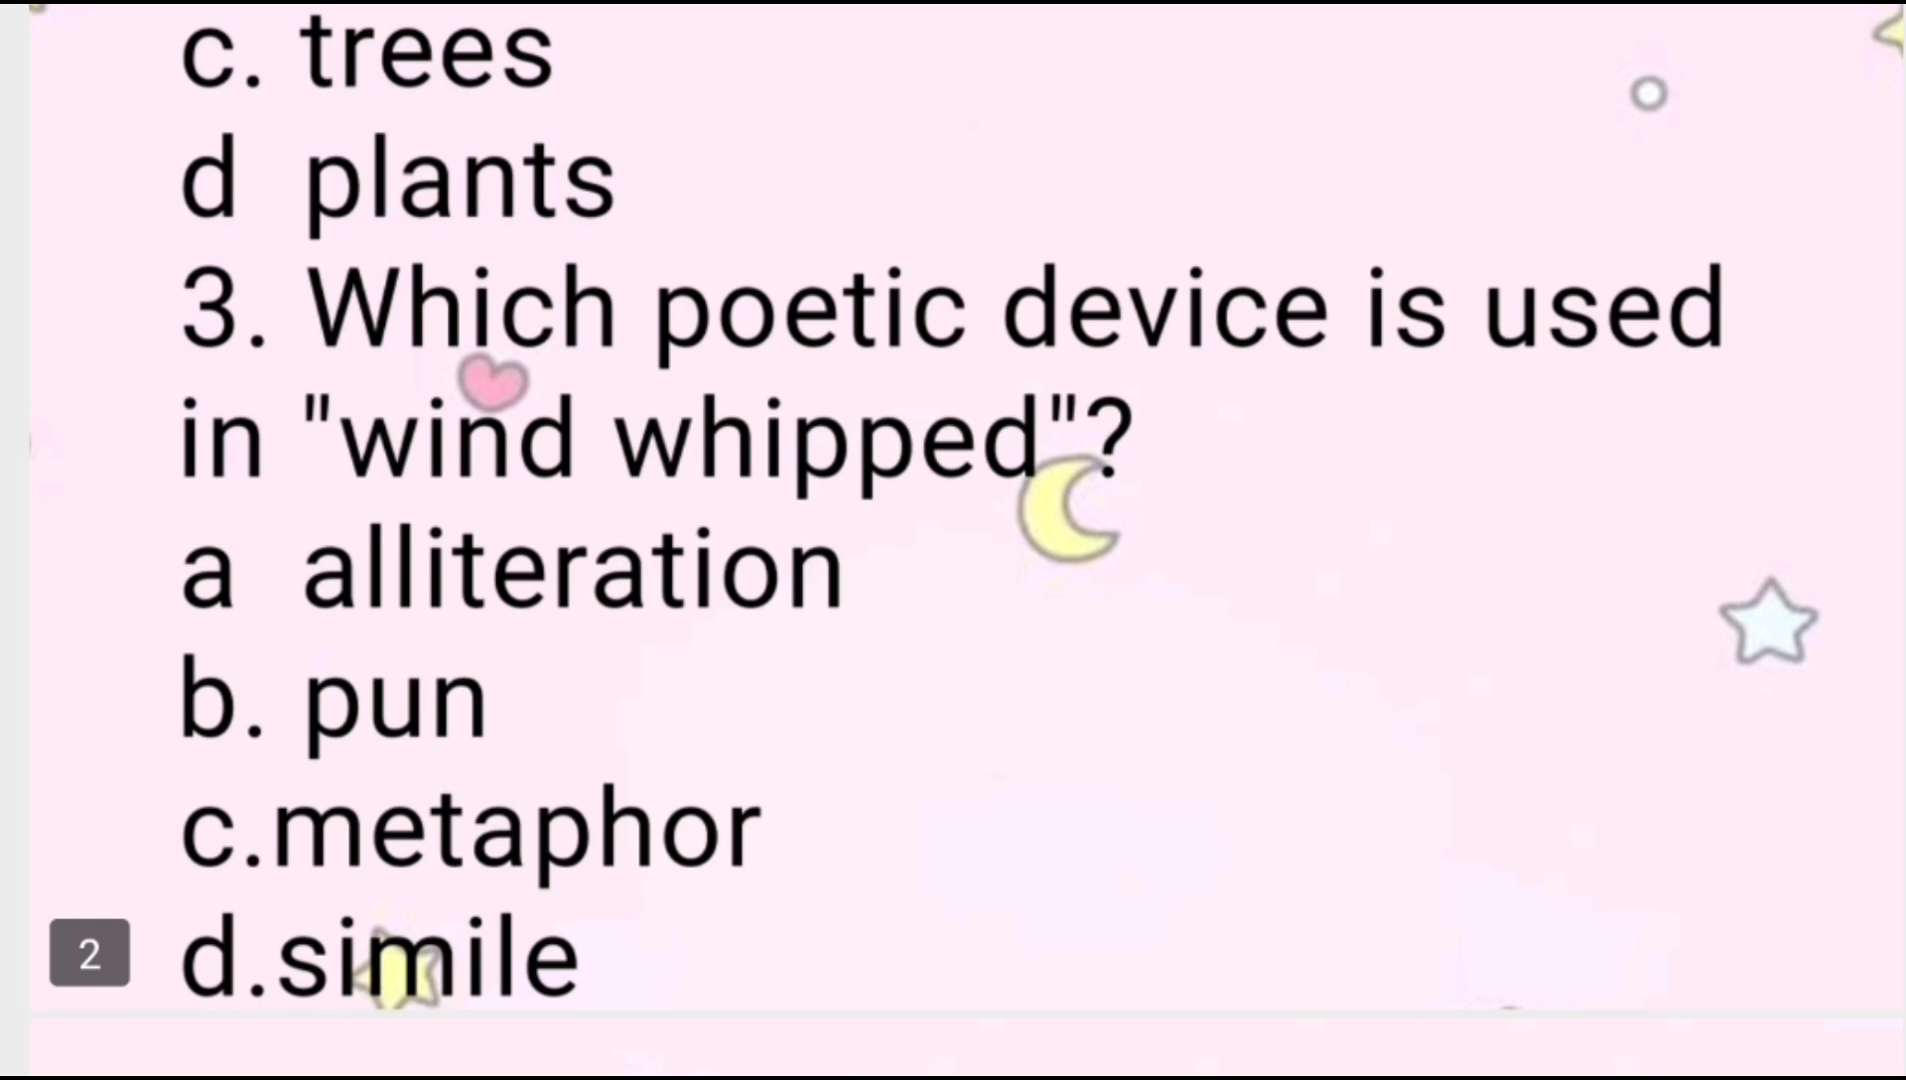 c. trees
d plants
3. Which poetic device is used
in "wind whipped"?
a alliteration
b. pun
c.metaphor
d.simile
2